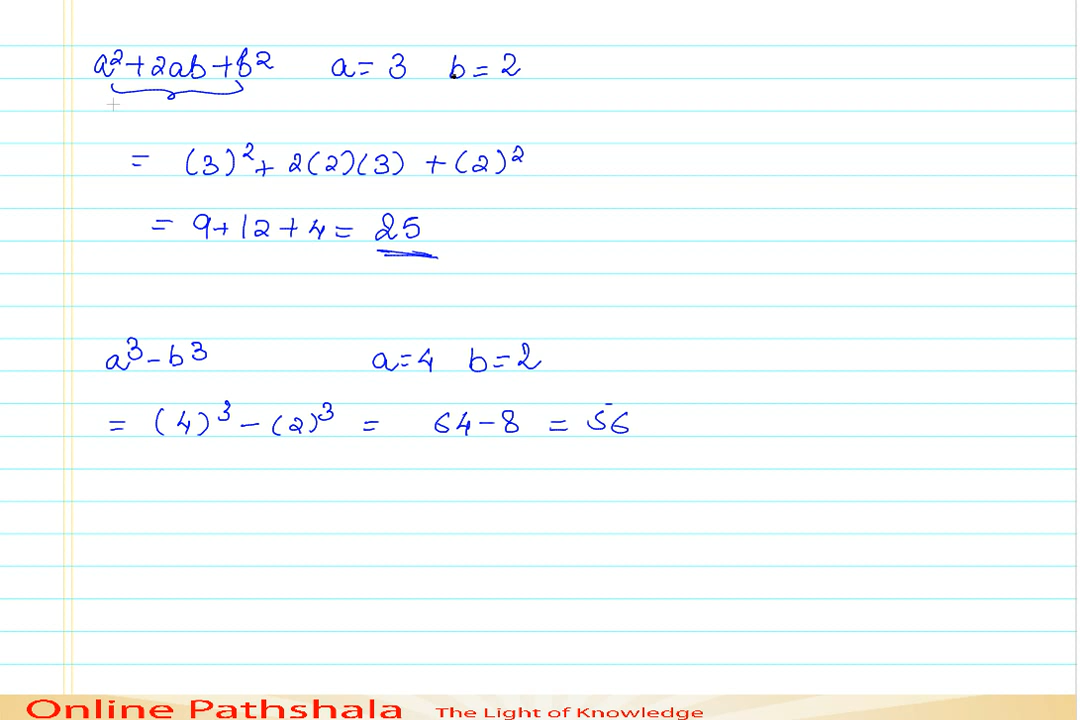 a²+2ab+b² a=3 b=2
= (3)²+ 2(2)(3) +(2)²
= 9+12+4= 25
a³-b³ a=4 b=2
= (4)³-(2)³ = 64-8 = 56
Online Pathshala The Light of Knowledge